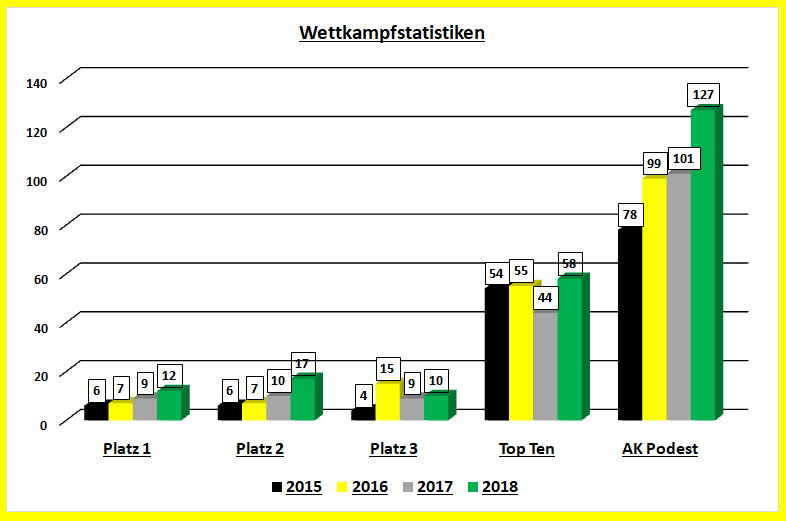 Wettkampfstatistiken
140
120
100
80
60
40
20
0
6 7 9 12
6 7 10 17
4 15 9 10
54 55 44 58
78 99 101 127
Platz 1 Platz 2 Platz 3 Top Ten AK Podest
2015 2016 2017 2018